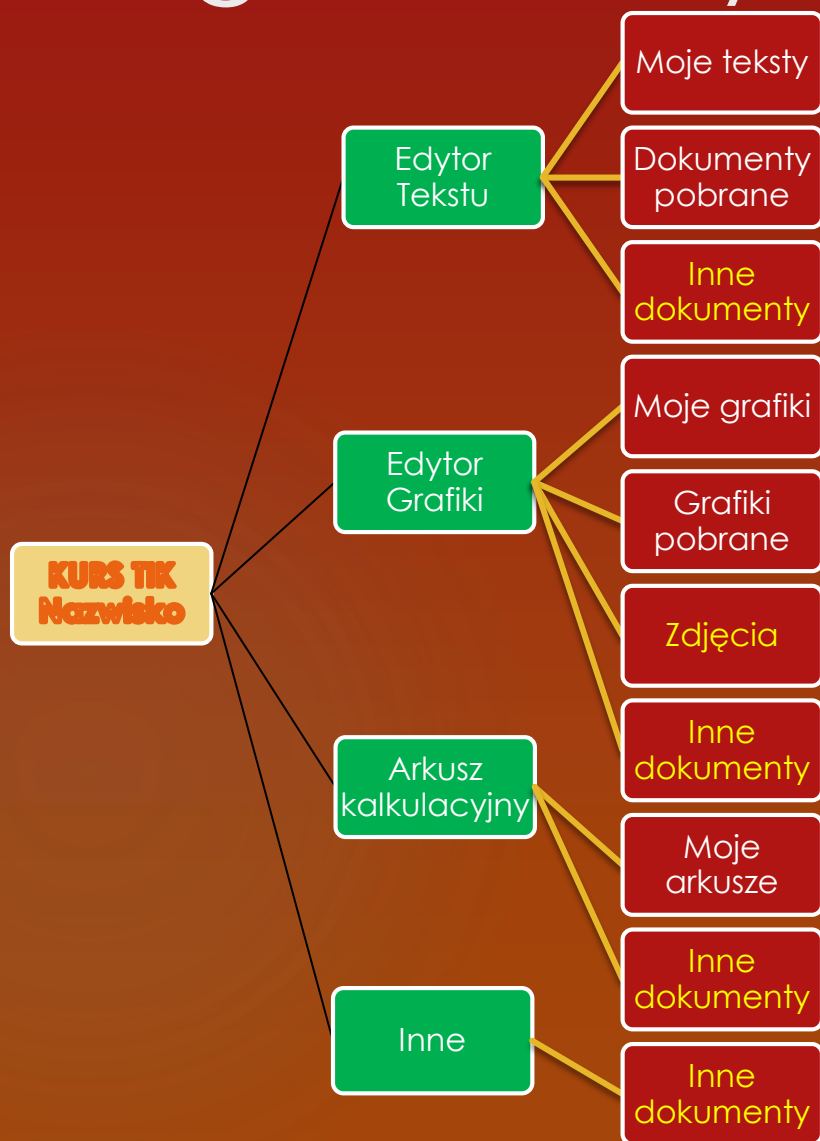 KURS TIK
Nazwisko
Edytor
Tekstu
Moje teksty
Dokumenty
pobrane
Inne
dokumenty
Edytor
Grafiki
Moje grafiki
Grafiki
pobrane
Zdjęcia
Inne
dokumenty
Arkusz
kalkulacyjny
Moje
arkusze
Inne
dokumenty
Inne
Inne
dokumenty